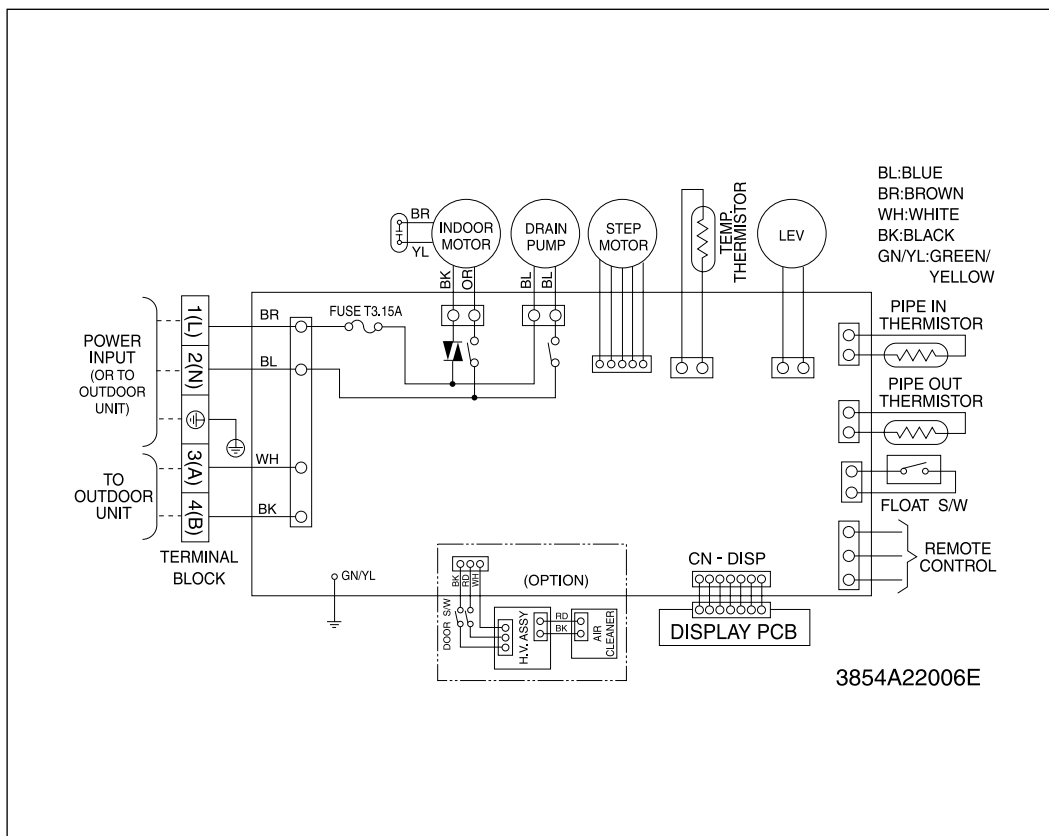 BL:BLUE
BR:BROWN
WH:WHITE
BK:BLACK
GN/YL:GREEN/
YELLOW
BR
YL
INDOOR
MOTOR
DRAIN
PUMP
STEP
MOTOR
TEMP.
THERMISTOR
LEV
BK
OR
BL
BL
POWER
INPUT
(OR TO
OUTDOOR
UNIT)
1(L)
2(N)
3(A)
4(B)
BR
BL
WH
BK
FUSE T3.15A
TO
OUTDOOR
UNIT
TERMINAL
BLOCK
GN/YL
PIPE IN
THERMISTOR
PIPE OUT
THERMISTOR
FLOAT S/W
REMOTE
CONTROL
(OPTION)
BK
RD
WH
DOOR S/W
H.V. ASSY
RD
BK
AIR
CLEANER
CN - DISP
DISPLAY PCB
3854A22006E